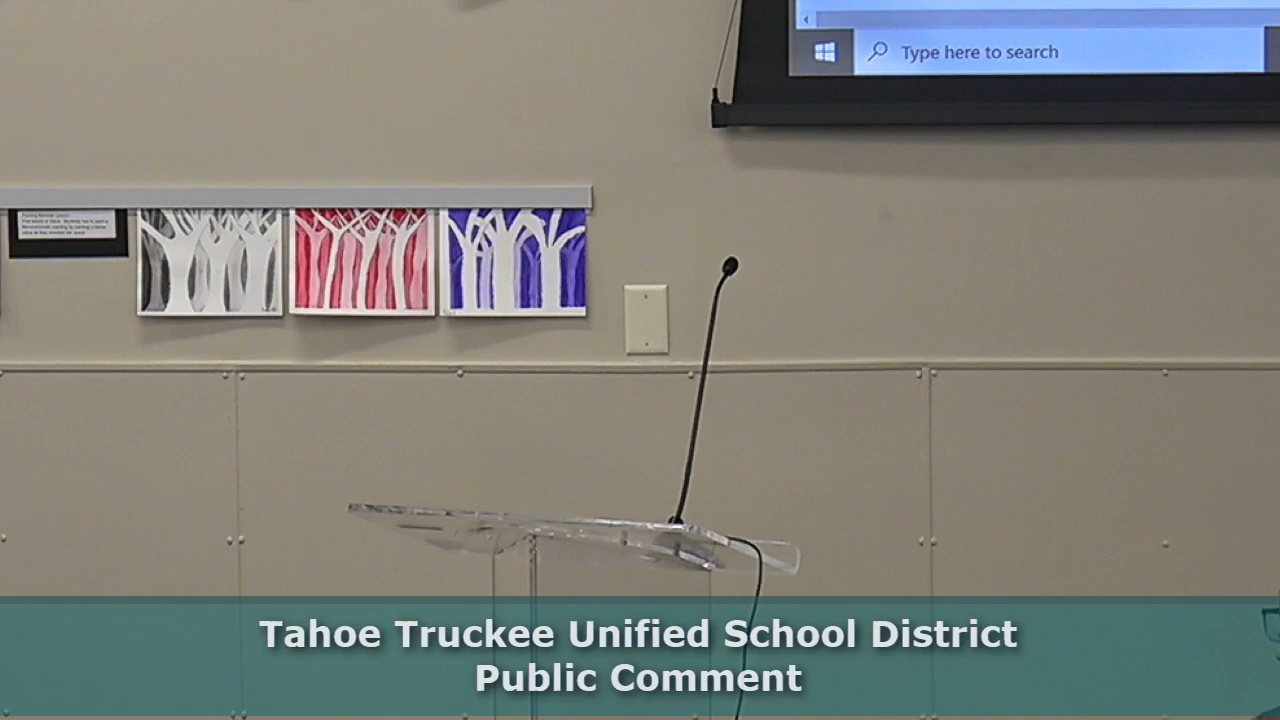 Type here to search
Tahoe Truckee Unified School District
Public Comment